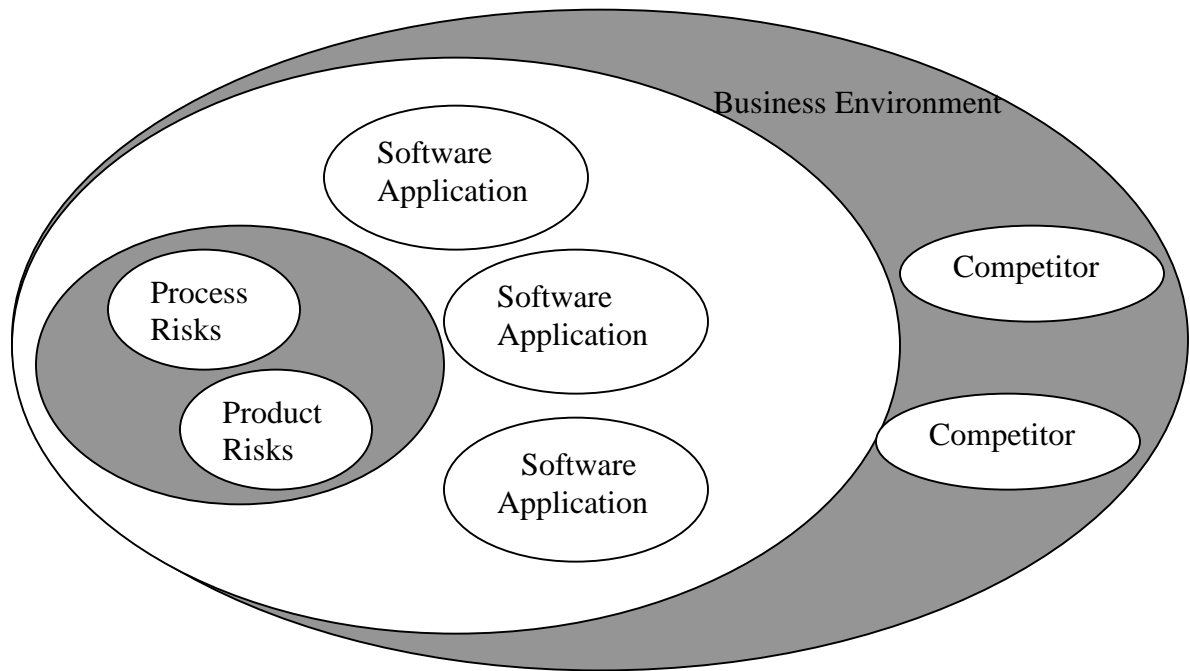 Business Environment
Software
Application
Competitor
Process
Risks
Software
Application
Product
Risks
Competitor
Software
Application